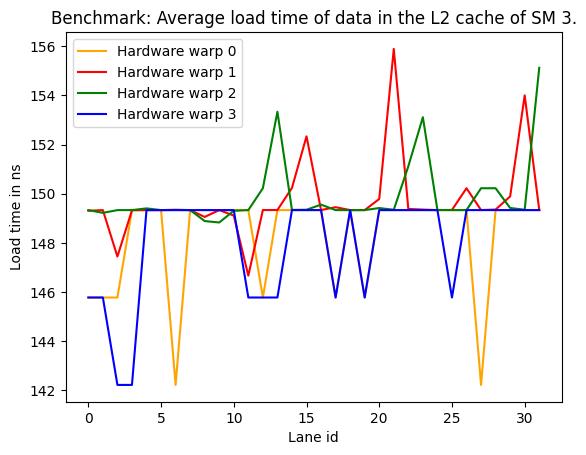 Benchmark: Average load time of data in the L2 cache of SM 3.
Hardware warp 0
Hardware warp 1
Hardware warp 2
Hardware warp 3
Load time in ns
156
154
152
150
148
146
144
142
0 5 10 15 20 25 30
Lane id